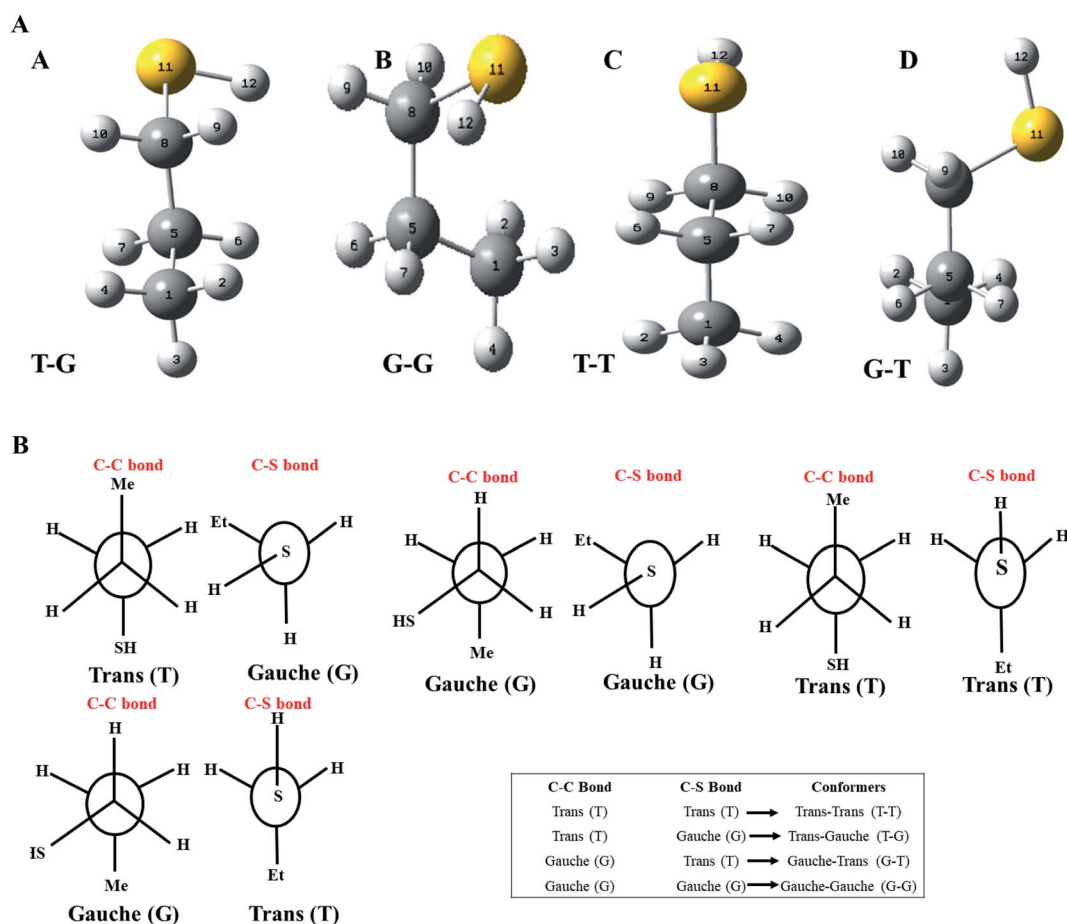 A
A
B
C
D
11
12
10
9
8
7
5
6
4
1
2
3
T-G
10
11
9
8
12
6
5
7
2
1
3
4
G-G
12
11
8
9
10
6
5
7
1
2
3
4
T-T
12
11
10
9
2
5
4
6
1
7
3
G-T
B
C-C bond
Me
H
H
H
H
SH
Trans (T)
C-S bond
Et
H
S
H
H
Gauche (G)
C-C bond
H
H
H
HS
H
Me
Gauche (G)
C-S bond
Et
H
S
H
H
Gauche (G)
C-C bond
Me
H
H
H
H
SH
Trans (T)
C-S bond
H
H
H
S
Et
Trans (T)
C-C bond
H
H
H
HS
H
Me
Gauche (G)
C-S bond
H
H
H
S
Et
Trans (T)
C-C Bond C-S Bond Conformers
Trans (T) Trans (T) Trans-Trans (T-T)
Trans (T) Gauche (G) Trans-Gauche (T-G)
Gauche (G) Trans (T) Gauche-Trans (G-T)
Gauche (G) Gauche (G) Gauche-Gauche (G-G)